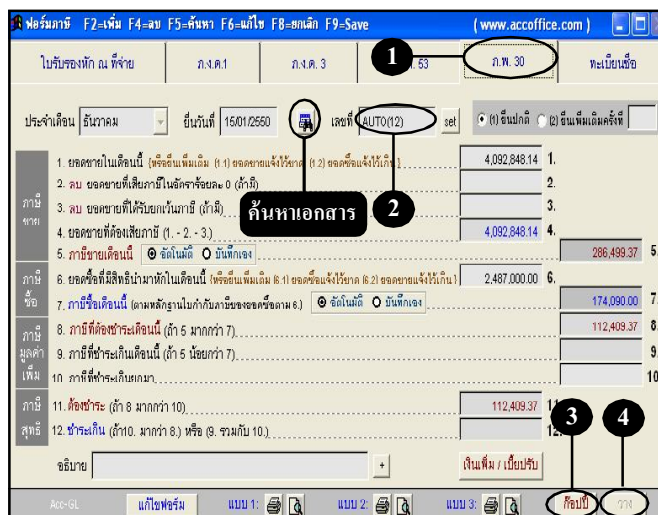 ฟอร์มภาษี F2=เพิ่ม F4=ลบ F5=ค้นหา F6=แก้ไข F8=ยกเลิก F9=Save (www.accoffice.com)
1
ใบรับรองหัก ณ ที่จ่าย ภ.ง.ด.1 ภ.ง.ด. 3 53 ภ.พ. 30 ทะเบียนชื่อ
ประจำเดือน ธันวาคม ยื่นวันที่ 15/01/2550 เลขที่ AUTO(12) set (1) ยื่นปกติ (2) ยื่นเพิ่มเติมครั้งที่
ภาษีขาย
1. ยอดขายในเดือนนี้ {หรือยื่นเพิ่มเติม (1.1) ยอดขายแจ้งไว้ขาด (1.2) ยอดซื้อแจ้งไว้เกิน} 4,092,848.14 1.
2. ลบ ยอดขายที่เสียภาษีในอัตราร้อยละ 0 (ถ้ามี) 2.
3. ลบ ยอดขายที่ได้รับยกเว้นภาษี (ถ้ามี) 3.
ค้นหาเอกสาร 2
4. ยอดขายที่ต้องเสียภาษี (1. - 2. - 3.) 4,092,848.14 4.
5. ภาษีขายเดือนนี้ อัตโนมัติ บันทึกเอง 286,499.37 5.
ภาษีซื้อ
6. ยอดซื้อที่มีสิทธินำมาหักในเดือนนี้ {หรือยื่นเพิ่มเติม (6.1) ยอดซื้อแจ้งไว้ขาด (6.2) ยอดขายแจ้งไว้เกิน} 2,487,000.00 6.
7. ภาษีซื้อเดือนนี้ (ตามหลักฐานใบกำกับภาษีของยอดซื้อตาม 6.) อัตโนมัติ บันทึกเอง 174,090.00 7
ภาษีมูลค่าเพิ่ม
8. ภาษีที่ต้องชำระเดือนนี้ (ถ้า 5 มากกว่า 7) 112,409.37 8.
9. ภาษีที่ชำระเกินเดือนนี้ (ถ้า 5 น้อยกว่า 7) 9.
10. ภาษีที่ชำระเกินยกมา 10
ภาษีสุทธิ
11. ต้องชำระ (ถ้า 8 มากกว่า 10) 112,409.37 1
12. ชำระเกิน (ถ้า10. มากกว่า 8.) หรือ (9. รวมกับ 10.) 12.
3 4
อธิบาย + เงินเพิ่ม / เบี้ยปรับ
Acc-GL แก้ไขฟอร์ม แบบ 1: แบบ 2: แบบ 3: ก๊อปปี้ วาง